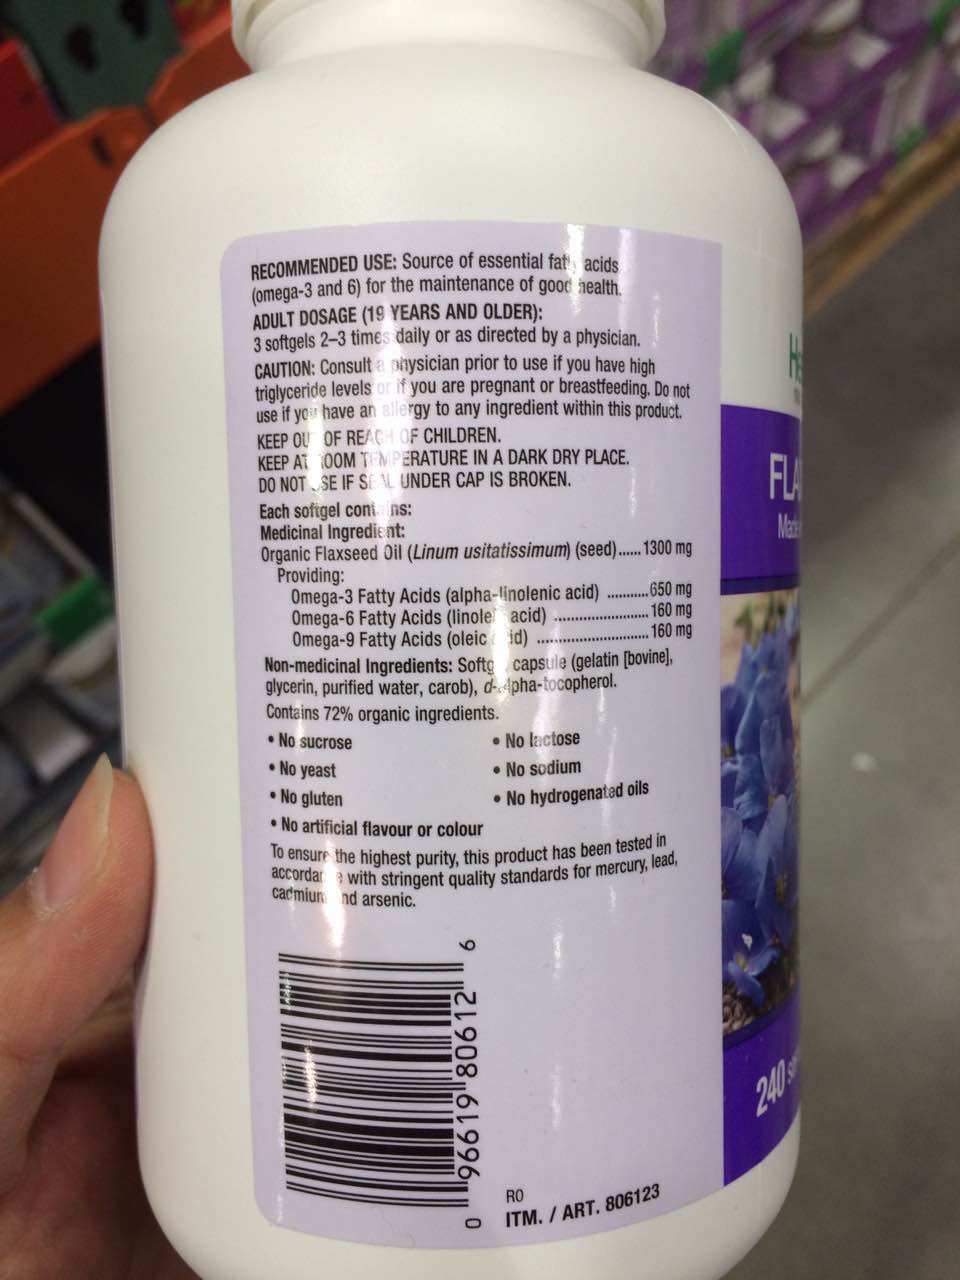 RECOMMENDED USE: Source of essential fatty acids
(omega-3 and 6) for the maintenance of good health.
ADULT DOSAGE (19 YEARS AND OLDER):
3 softgels 2–3 times daily or as directed by a physician.
CAUTION: Consult a physician prior to use if you have high
triglyceride levels or if you are pregnant or breastfeeding. Do not
use if you have an allergy to any ingredient within this product.
KEEP OUT OF REACH OF CHILDREN.
KEEP AT ROOM TEMPERATURE IN A DARK DRY PLACE.
DO NOT USE IF SEAL UNDER CAP IS BROKEN.
Each softgel contains:
Medicinal Ingredient:
Organic Flaxseed Oil (Linum usitatissimum) (seed)...... 1300 mg
Providing:
Omega-3 Fatty Acids (alpha-linolenic acid) ........... 650 mg
Omega-6 Fatty Acids (linoleic acid) ......................... 160 mg
Omega-9 Fatty Acids (oleic acid) ............................. 160 mg
Non-medicinal Ingredients: Softgel capsule (gelatin [bovine],
glycerin, purified water, carob), d-alpha-tocopherol.
Contains 72% organic ingredients.
• No sucrose
• No lactose
• No yeast
• No sodium
• No gluten
• No hydrogenated oils
• No artificial flavour or colour
To ensure the highest purity, this product has been tested in
accordance with stringent quality standards for mercury, lead,
cadmium and arsenic.
0 96619 80612 6
RO
ITM. / ART. 806123
FLA
240